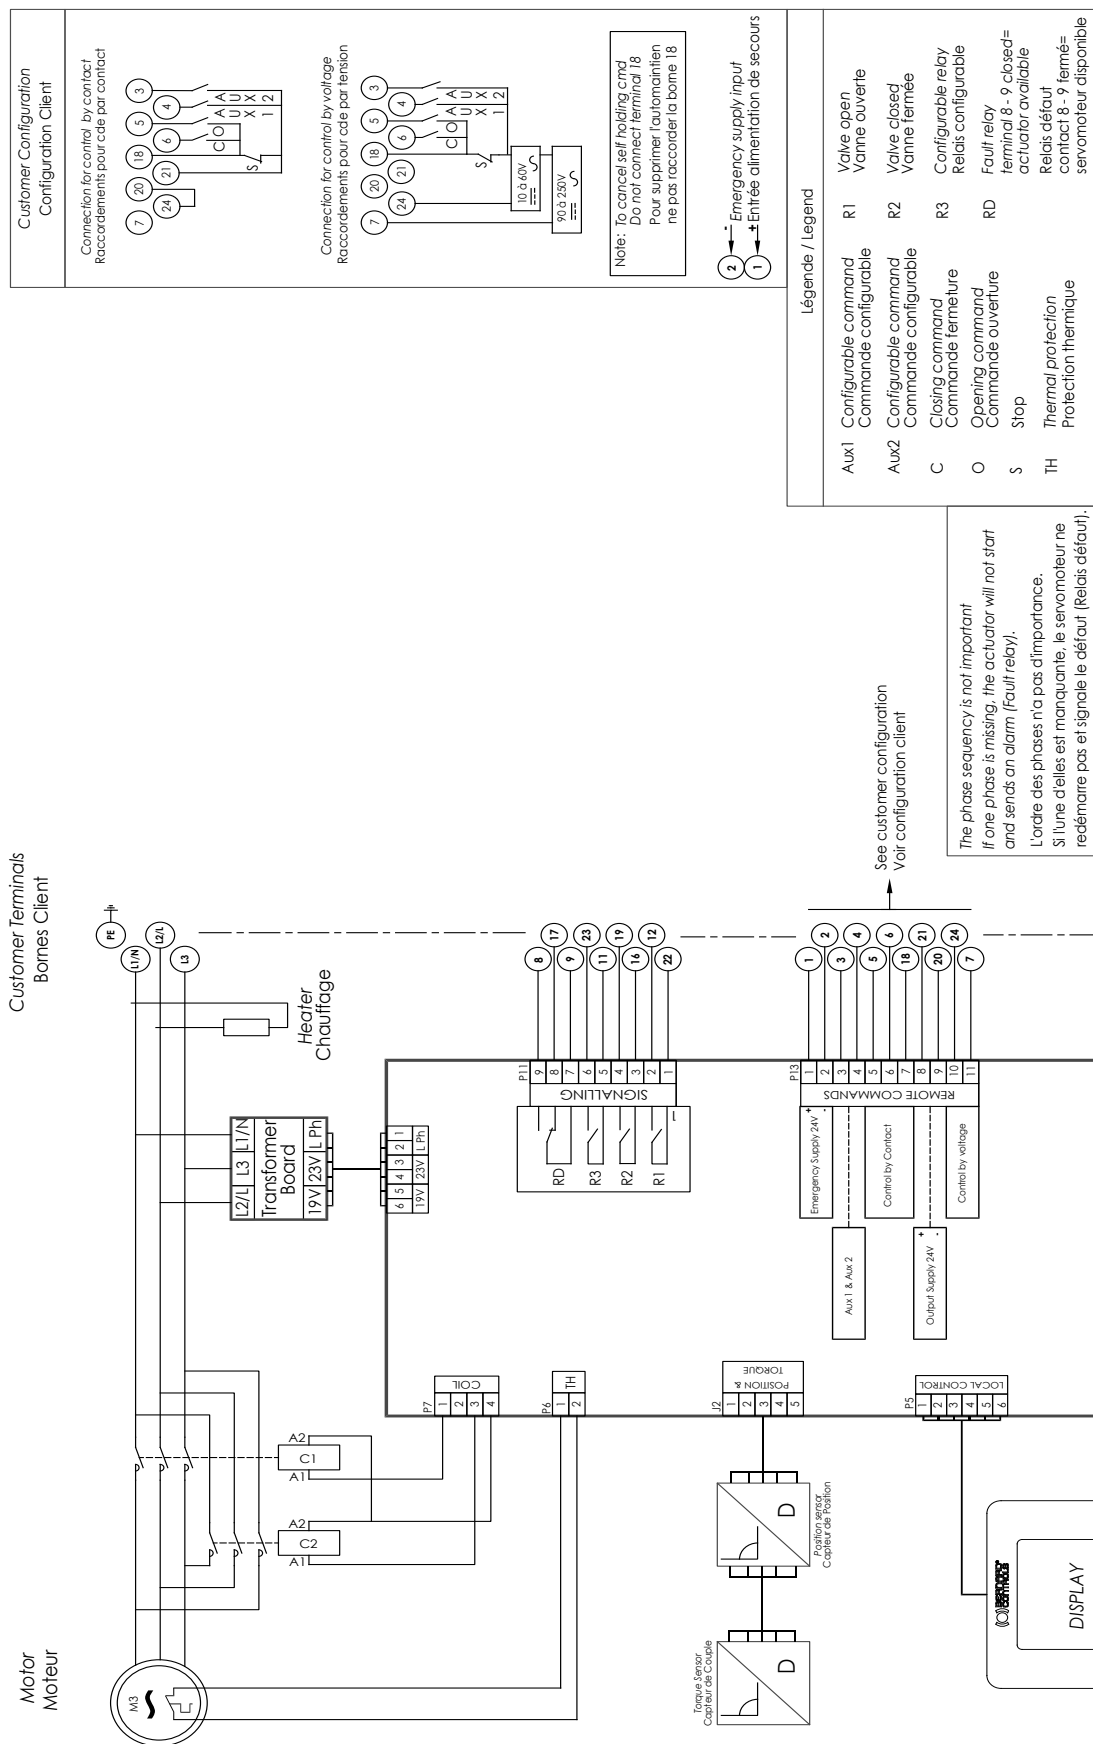 Motor
Moteur
Customer Terminals
Bornes Client
M3
PE
L1/N
L2/L
L3
Heater
Chauffage
L2/L L3 L1/N
Transformer
Board
19V 23V L Ph
6 5 4 3 2 1
19V 23V L Ph
A1 C1 A2
A1 C2 A2
P7
COIL
1
2
3
4
P6
TH
1
2
J2
POSITION &
TORQUE
1
2
3
4
5
P5
LOCAL CONTROL
1
2
3
4
5
6
Torque Sensor
Capteur de Couple
D
Position sensor
Capteur de Position
D
DISPLAY
P11
SIGNALLING
9
8
7
6
5
4
3
2
1
RD
R3
R2
R1
8
17
9
23
11
19
16
12
22
P13
REMOTE COMMANDS
1
2
3
4
5
6
7
8
9
10
11
Emergency Supply 24V + -
Aux 1 & Aux 2
Control by Contact
Output Supply 24V + -
Control by voltage
1
2
3
4
5
6
18
21
20
24
7
See customer configuration
Voir configuration client
The phase sequency is not important
If one phase is missing, the actuator will not start
and sends an alarm (Fault relay).
L'ordre des phases n'a pas d'importance.
Si l'une d'elles est manquante, le servomoteur ne
redémarre pas et signale le défaut (Relais défaut).
Customer Configuration
Configuration Client
Connection for control by contact
Raccordements pour cde par contact
7 24 20 21 18 6 5 4 3
S C O AUX1 AUX2
Connection for control by voltage
Raccordements pour cde par tension
7 24 20 21 18 6 5 4 3
S C O AUX1 AUX2
10 à 60V
90 à 250V
Note: To cancel self holding cmd
Do not connect terminal 18
Pour supprimer l'automaintien
ne pas raccorder la borne 18
2 - Emergency supply input
1 + Entrée alimentation de secours
Légende / Legend
Aux1 Configurable command
Commande configurable
Aux2 Configurable command
Commande configurable
C Closing command
Commande fermeture
O Opening command
Commande ouverture
S Stop
TH Thermal protection
Protection thermique
R1 Valve open
Vanne ouverte
R2 Valve closed
Vanne fermée
R3 Configurable relay
Relais configurable
RD Fault relay
terminal 8 - 9 closed=
actuator available
Relais défaut
contact 8 - 9 fermé=
servomoteur disponible